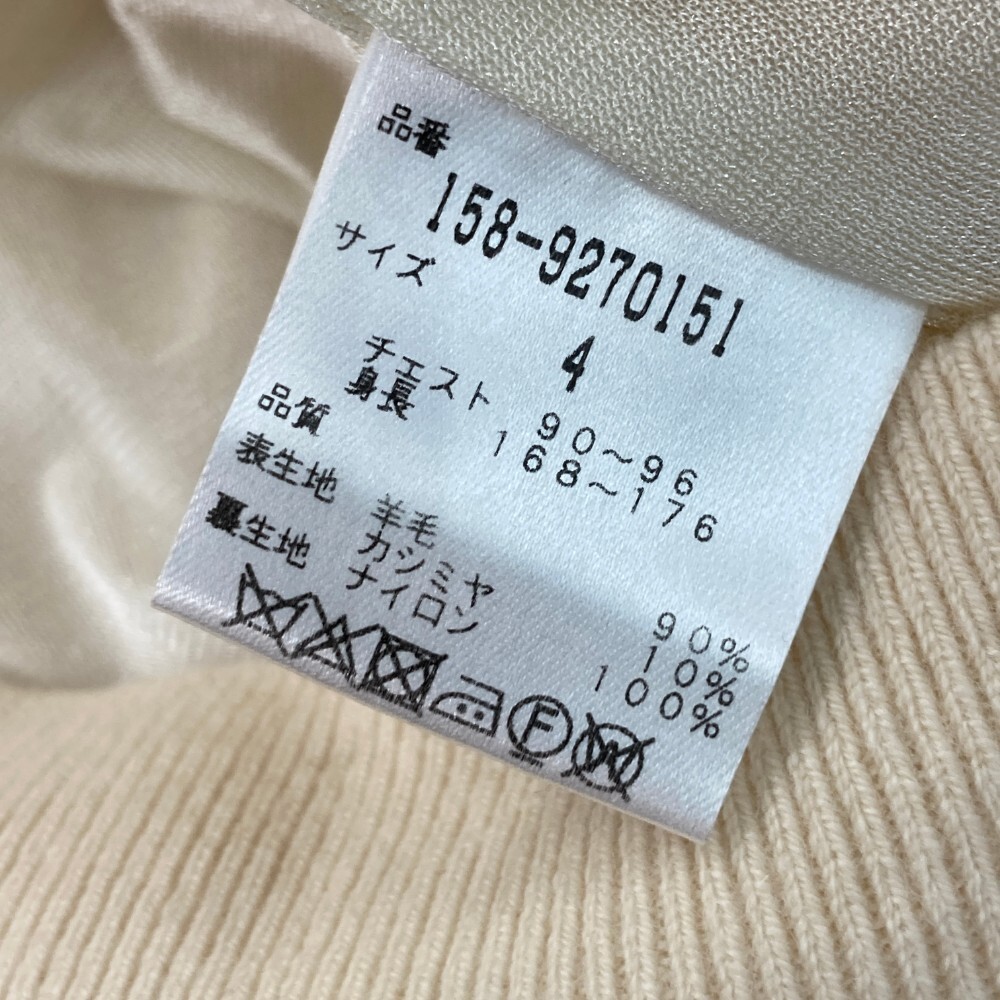 品番
158-9270151
サイズ
4
チェスト 90～96
身長 168～176
品質
表生地 羊毛 90%
カシミヤ 10%
裏生地 ナイロン 100%
F
W